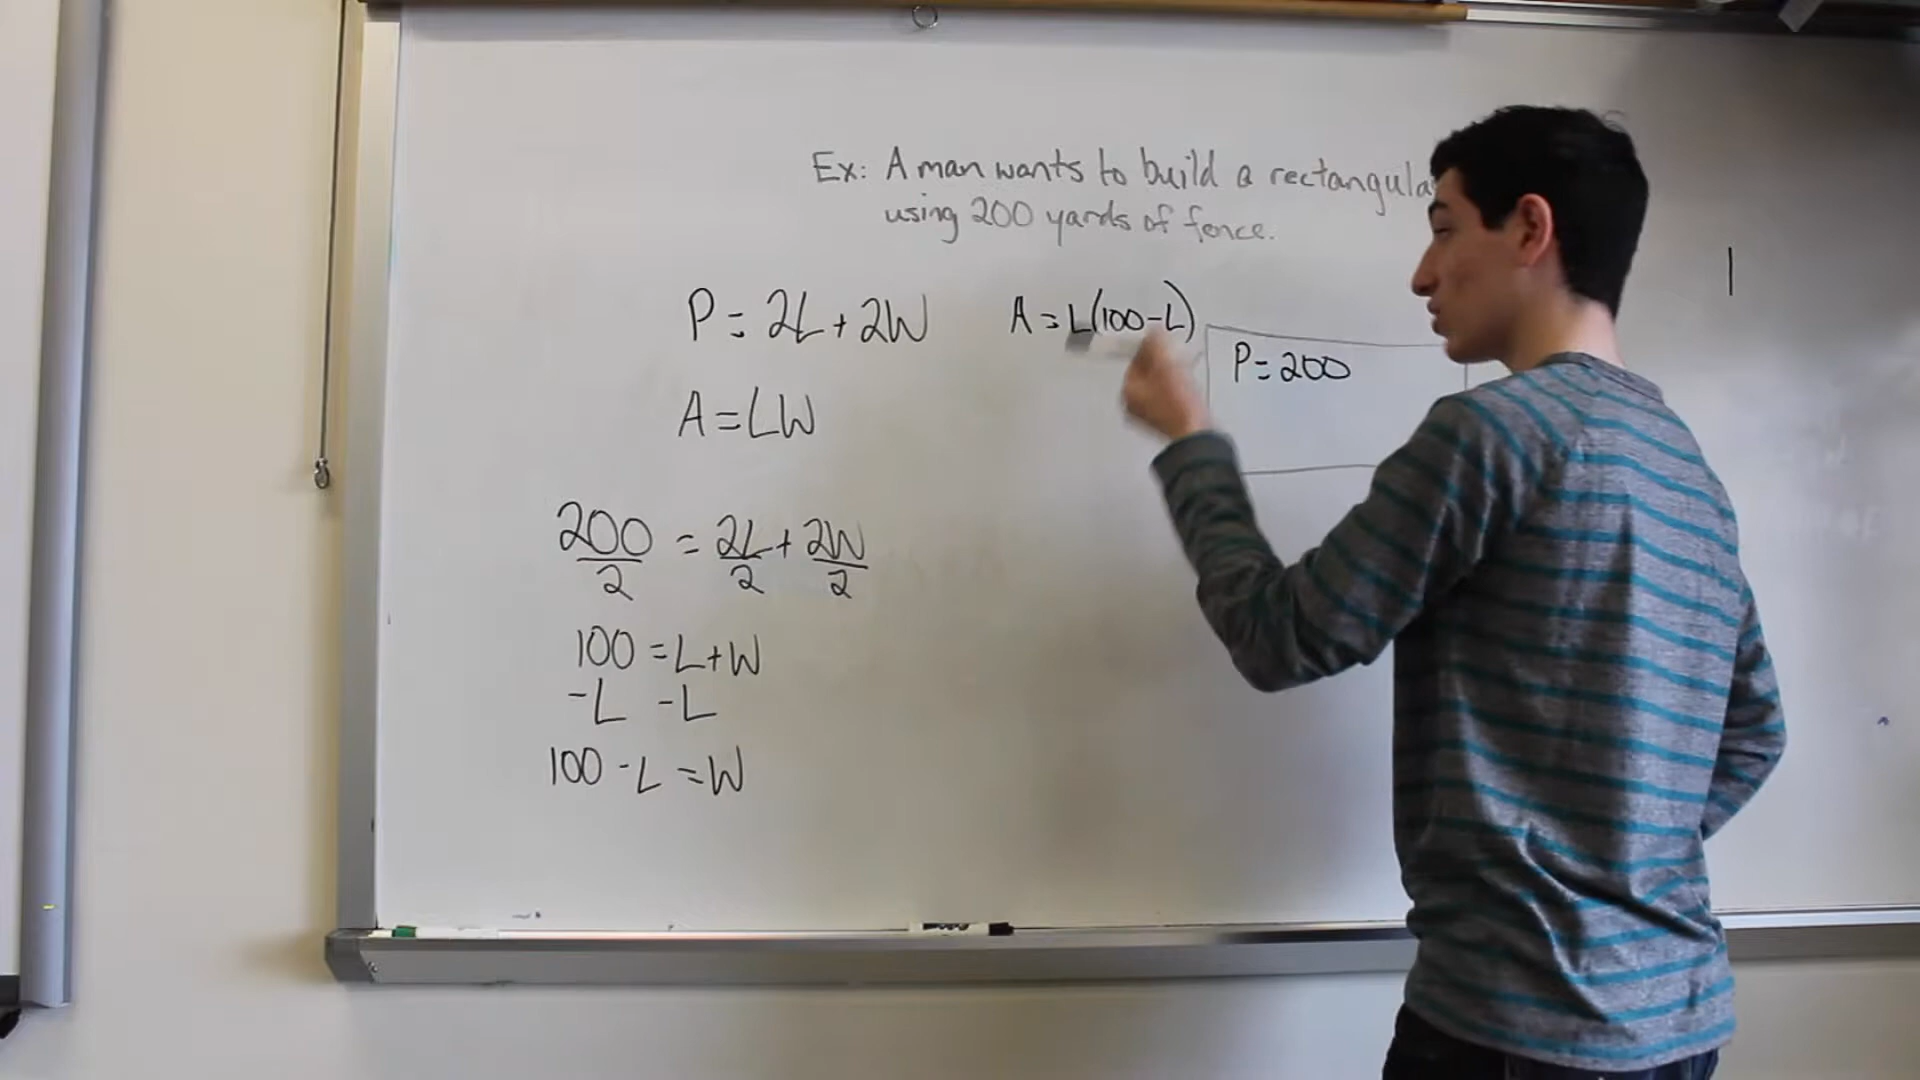 Ex: A man wants to build a rectangula
using 200 yards of fence.
P = 2L + 2W
A = L(100-L)
P = 200
A = LW
200/2 = 2L/2 + 2W/2
100 = L+W
-L -L
100 - L = W